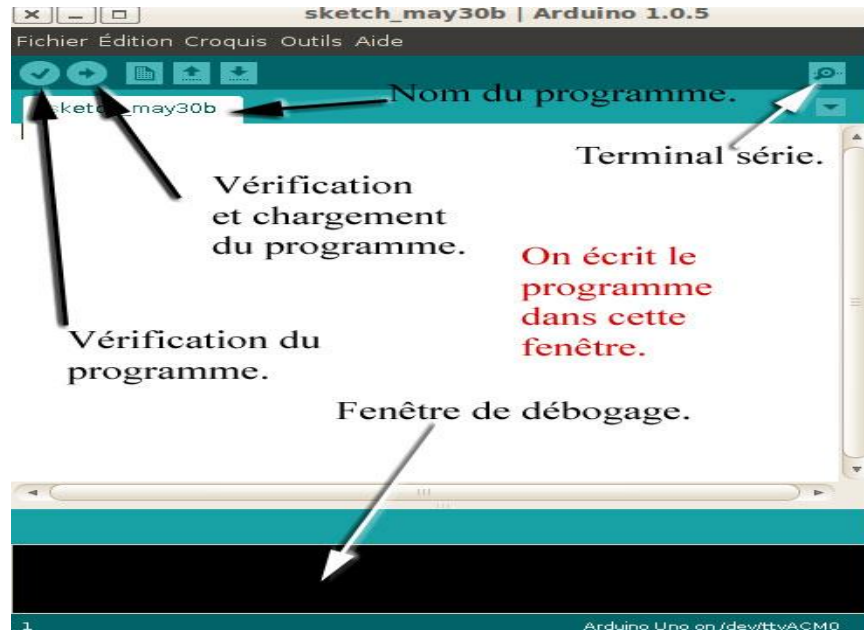 sketch_may30b | Arduino 1.0.5
Fichier Édition Croquis Outils Aide
Nom du programme.
sketch_may30b
Terminal série.
Vérification
et chargement
du programme.
On écrit le
programme
dans cette
fenêtre.
Vérification du
programme.
Fenêtre de débogage.
1
Arduino Uno on /dev/ttyACM0